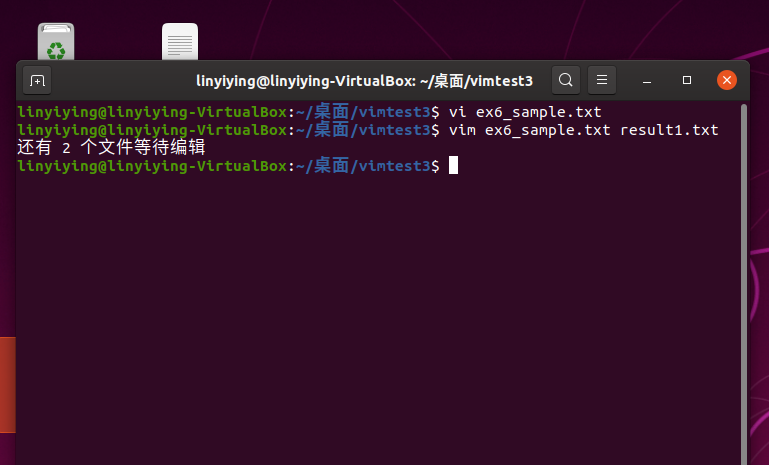 linyiying@linyiying-VirtualBox: ~/桌面/vimtest3
linyiying@linyiying-VirtualBox:~/桌面/vimtest3$ vi ex6_sample.txt
linyiying@linyiying-VirtualBox:~/桌面/vimtest3$ vim ex6_sample.txt result1.txt
还有 2 个文件等待编辑
linyiying@linyiying-VirtualBox:~/桌面/vimtest3$